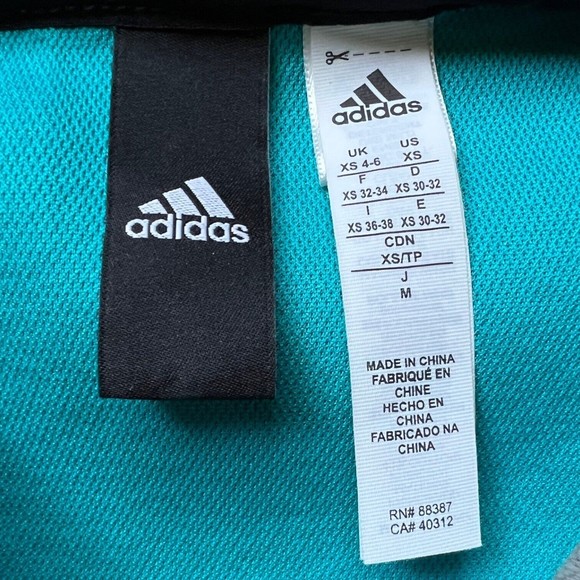 adidas
adidas
UK US
XS 4-6 XS
F D
XS 32-34 XS 30-32
I E
XS 36-38 XS 30-32
CDN
XS/TP
J
M
MADE IN CHINA
FABRIQUÉ EN
CHINE
HECHO EN
CHINA
FABRICADO NA
CHINA
RN# 88387
CA# 40312